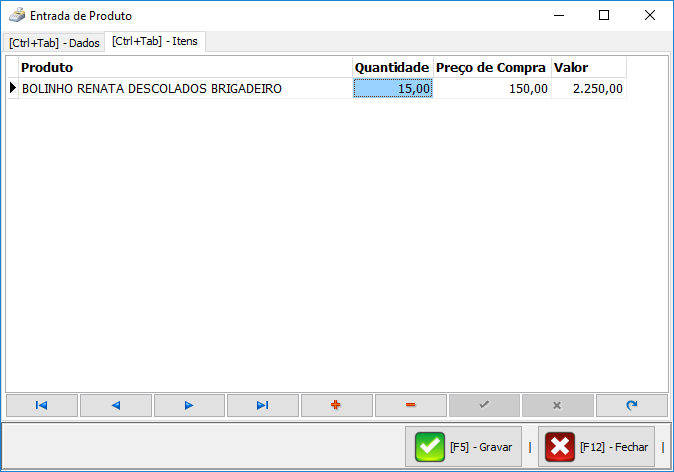 Entrada de Produto
[Ctrl+Tab] - Dados [Ctrl+Tab] - Itens
Produto Quantidade Preço de Compra Valor
BOLINHO RENATA DESCOLADOS BRIGADEIRO 15,00 150,00 2.250,00
[F5] - Gravar | [F12] - Fechar |